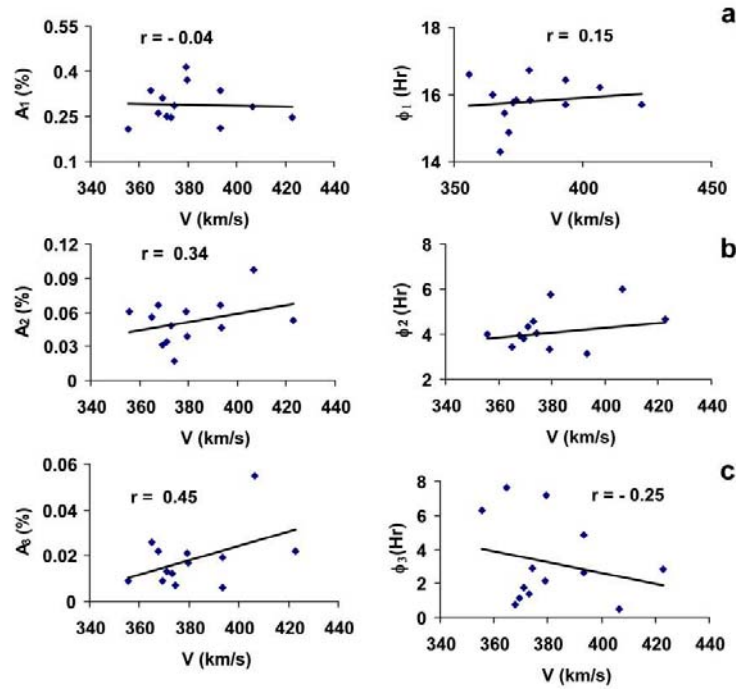 a
0.55
0.4
0.25
0.1
A1 (%)
r = - 0.04
340 360 380 400 420 440
V (km/s)
18
16
14
ϕ1 (Hr)
r = 0.15
350 400 450
V (km/s)
b
0.12
0.09
0.06
0.03
0
A2 (%)
r = 0.34
340 360 380 400 420 440
V (km/s)
8
6
4
2
ϕ2 (Hr)
340 360 380 400 420 440
V (km/s)
c
0.06
0.04
0.02
0
A3 (%)
r = 0.45
340 360 380 400 420 440
V (km/s)
8
6
4
2
0
ϕ3(Hr)
r = - 0.25
340 360 380 400 420 440
V (km/s)